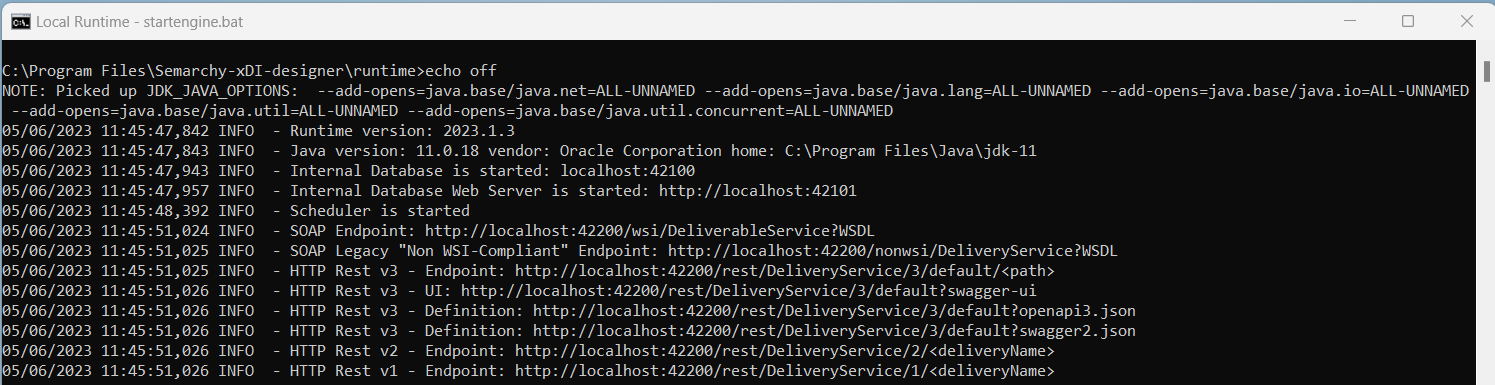 Local Runtime - startengine.bat
C:\Program Files\Semarchy-xDI-designer\runtime>echo off
NOTE: Picked up JDK_JAVA_OPTIONS:  --add-opens=java.base/java.net=ALL-UNNAMED --add-opens=java.base/java.lang=ALL-UNNAMED --add-opens=java.base/java.io=ALL-UNNAMED
 --add-opens=java.base/java.util=ALL-UNNAMED --add-opens=java.base/java.util.concurrent=ALL-UNNAMED
05/06/2023 11:45:47,842 INFO  - Runtime version: 2023.1.3
05/06/2023 11:45:47,843 INFO  - Java version: 11.0.18 vendor: Oracle Corporation home: C:\Program Files\Java\jdk-11
05/06/2023 11:45:47,943 INFO  - Internal Database is started: localhost:42100
05/06/2023 11:45:47,957 INFO  - Internal Database Web Server is started: http://localhost:42101
05/06/2023 11:45:48,392 INFO  - Scheduler is started
05/06/2023 11:45:51,024 INFO  - SOAP Endpoint: http://localhost:42200/wsi/DeliverableService?WSDL
05/06/2023 11:45:51,025 INFO  - SOAP Legacy "Non WSI-Compliant" Endpoint: http://localhost:42200/nonwsi/DeliveryService?WSDL
05/06/2023 11:45:51,025 INFO  - HTTP Rest v3 - Endpoint: http://localhost:42200/rest/DeliveryService/3/default/<path>
05/06/2023 11:45:51,026 INFO  - HTTP Rest v3 - UI: http://localhost:42200/rest/DeliveryService/3/default?swagger-ui
05/06/2023 11:45:51,026 INFO  - HTTP Rest v3 - Definition: http://localhost:42200/rest/DeliveryService/3/default?openapi3.json
05/06/2023 11:45:51,026 INFO  - HTTP Rest v3 - Definition: http://localhost:42200/rest/DeliveryService/3/default?swagger2.json
05/06/2023 11:45:51,026 INFO  - HTTP Rest v2 - Endpoint: http://localhost:42200/rest/DeliveryService/2/<deliveryName>
05/06/2023 11:45:51,026 INFO  - HTTP Rest v1 - Endpoint: http://localhost:42200/rest/DeliveryService/1/<deliveryName>